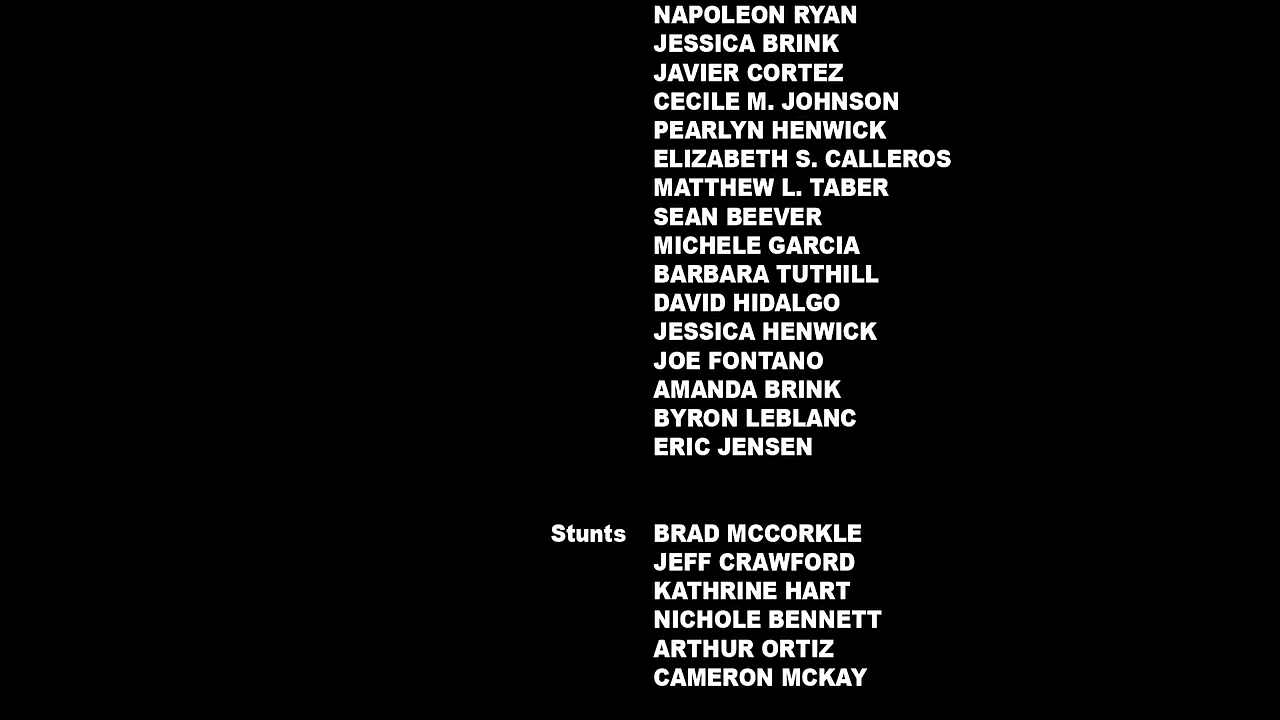 NAPOLEON RYAN
JESSICA BRINK
JAVIER CORTEZ
CECILE M. JOHNSON
PEARLYN HENWICK
ELIZABETH S. CALLEROS
MATTHEW L. TABER
SEAN BEEVER
MICHELE GARCIA
BARBARA TUTHILL
DAVID HIDALGO
JESSICA HENWICK
JOE FONTANO
AMANDA BRINK
BYRON LEBLANC
ERIC JENSEN
Stunts BRAD MCCORKLE
JEFF CRAWFORD
KATHRINE HART
NICHOLE BENNETT
ARTHUR ORTIZ
CAMERON MCKAY